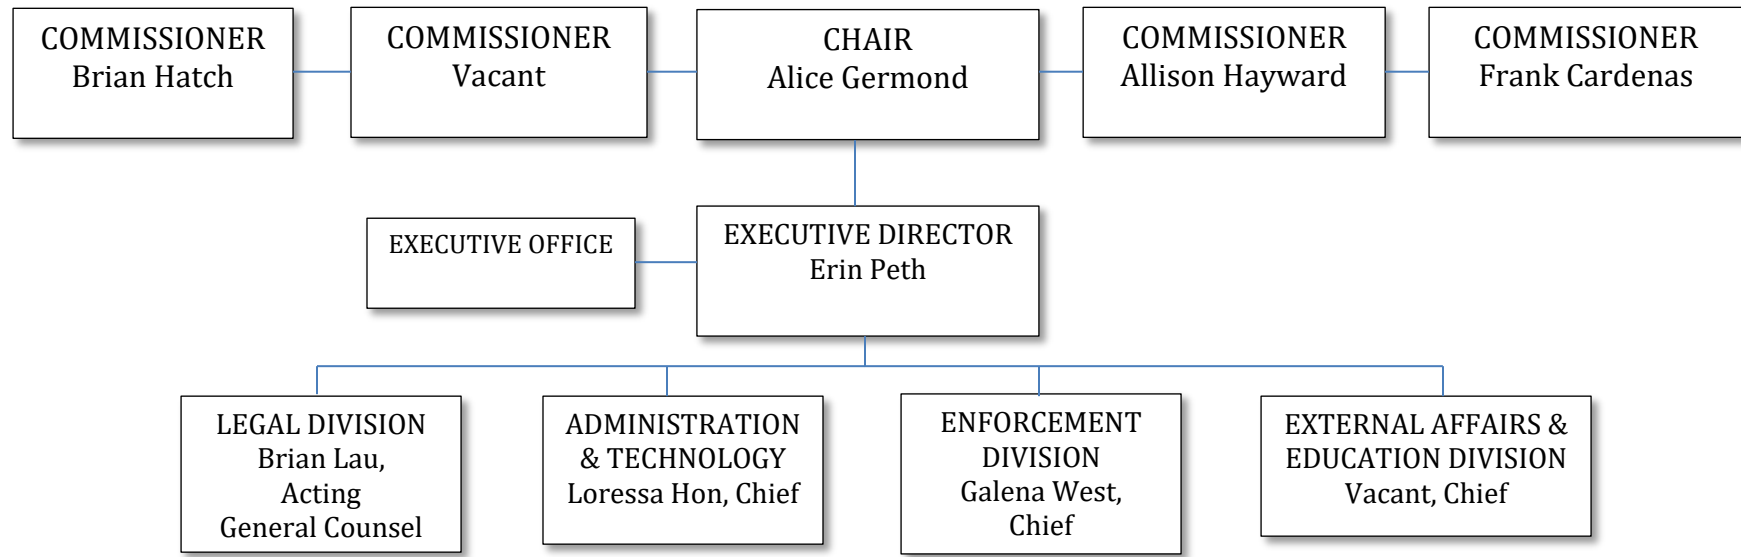 COMMISSIONER
Brian Hatch
COMMISSIONER
Vacant
CHAIR
Alice Germond
COMMISSIONER
Allison Hayward
COMMISSIONER
Frank Cardenas
EXECUTIVE OFFICE
EXECUTIVE DIRECTOR
Erin Peth
LEGAL DIVISION
Brian Lau,
Acting
General Counsel
ADMINISTRATION
& TECHNOLOGY
Loressa Hon, Chief
ENFORCEMENT
DIVISION
Galena West,
Chief
EXTERNAL AFFAIRS &
EDUCATION DIVISION
Vacant, Chief